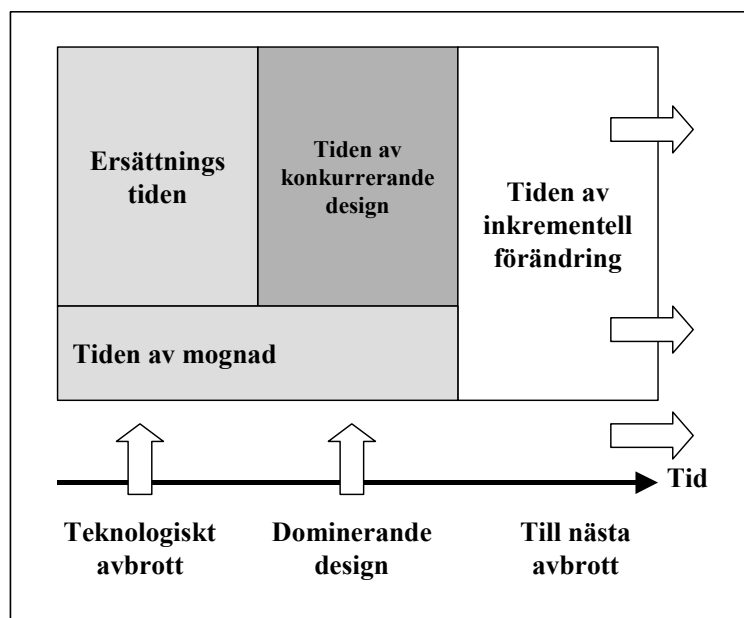 Ersättnings
tiden
Tiden av
konkurrerande
design
Tiden av
inkrementell
förändring
Tiden av mognad
Tid
Teknologiskt
avbrott
Dominerande
design
Till nästa
avbrott